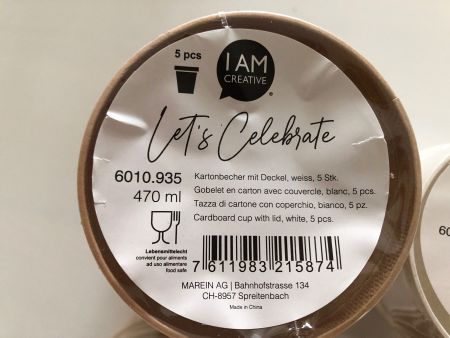 5 pcs
I AM
CREATIVE
®
Let's Celebrate
6010.935
470 ml
Kartonbecher mit Deckel, weiss, 5 Stk.
Gobelet en carton avec couvercle, blanc, 5 pcs.
Tazza di cartone con coperchio, bianco, 5 pz.
Cardboard cup with lid, white, 5 pcs.
Lebensmittelecht
convient pour aliments
ad uso alimentare
food safe
7 611983 215874
MAREIN AG | Bahnhofstrasse 134
CH-8957 Spreitenbach
Made in China
60
4